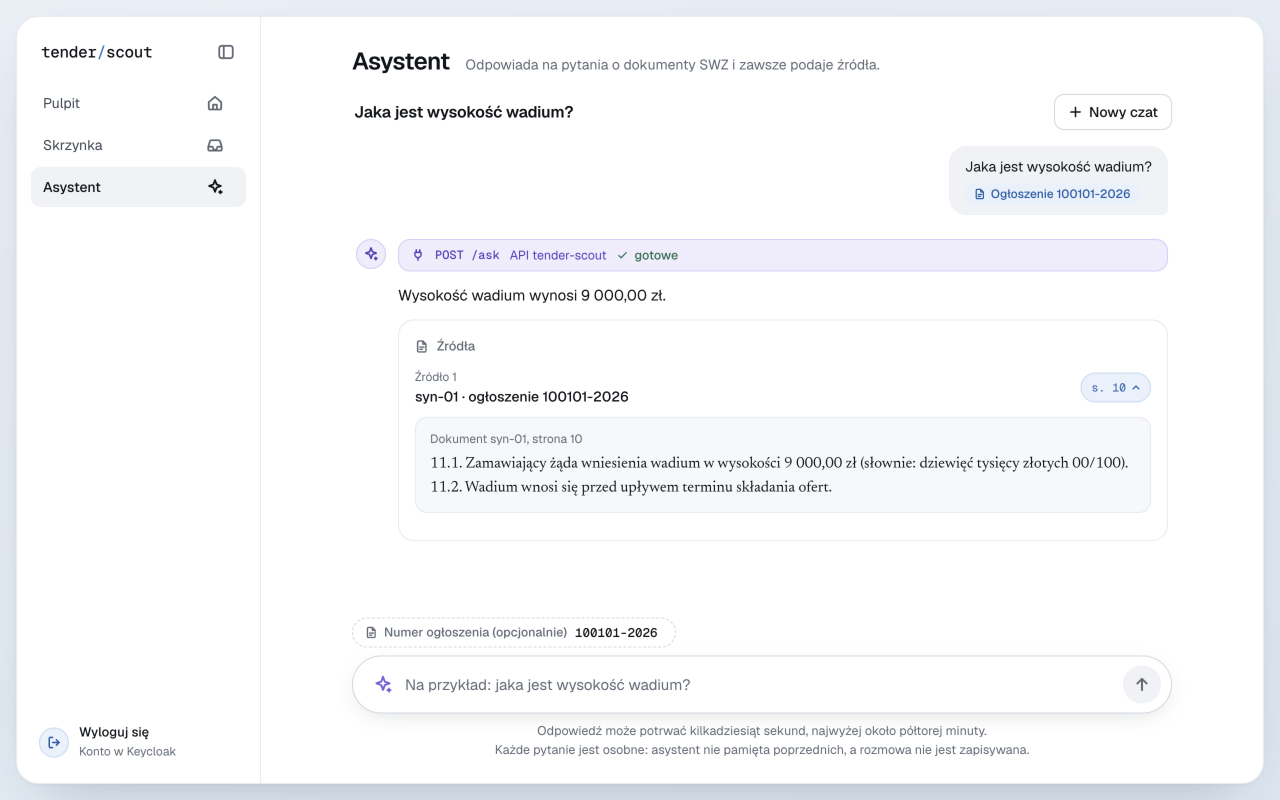 tender/scout
Pulpit
Skrzynka
Asystent
Wyloguj się
Konto w Keycloak
Asystent Odpowiada na pytania o dokumenty SWZ i zawsze podaje źródła.
Jaka jest wysokość wadium?
Nowy czat
Jaka jest wysokość wadium?
Ogłoszenie 100101-2026
POST /ask API tender-scout gotowe
Wysokość wadium wynosi 9 000,00 zł.
Źródła
Źródło 1
syn-01 · ogłoszenie 100101-2026
s. 10
Dokument syn-01, strona 10
11.1. Zamawiający żąda wniesienia wadium w wysokości 9 000,00 zł (słownie: dziewięć tysięcy złotych 00/100).
11.2. Wadium wnosi się przed upływem terminu składania ofert.
Numer ogłoszenia (opcjonalnie) 100101-2026
Na przykład: jaka jest wysokość wadium?
Odpowiedź może potrwać kilkadziesiąt sekund, najwyżej około półtorej minuty.
Każde pytanie jest osobne: asystent nie pamięta poprzednich, a rozmowa nie jest zapisywana.